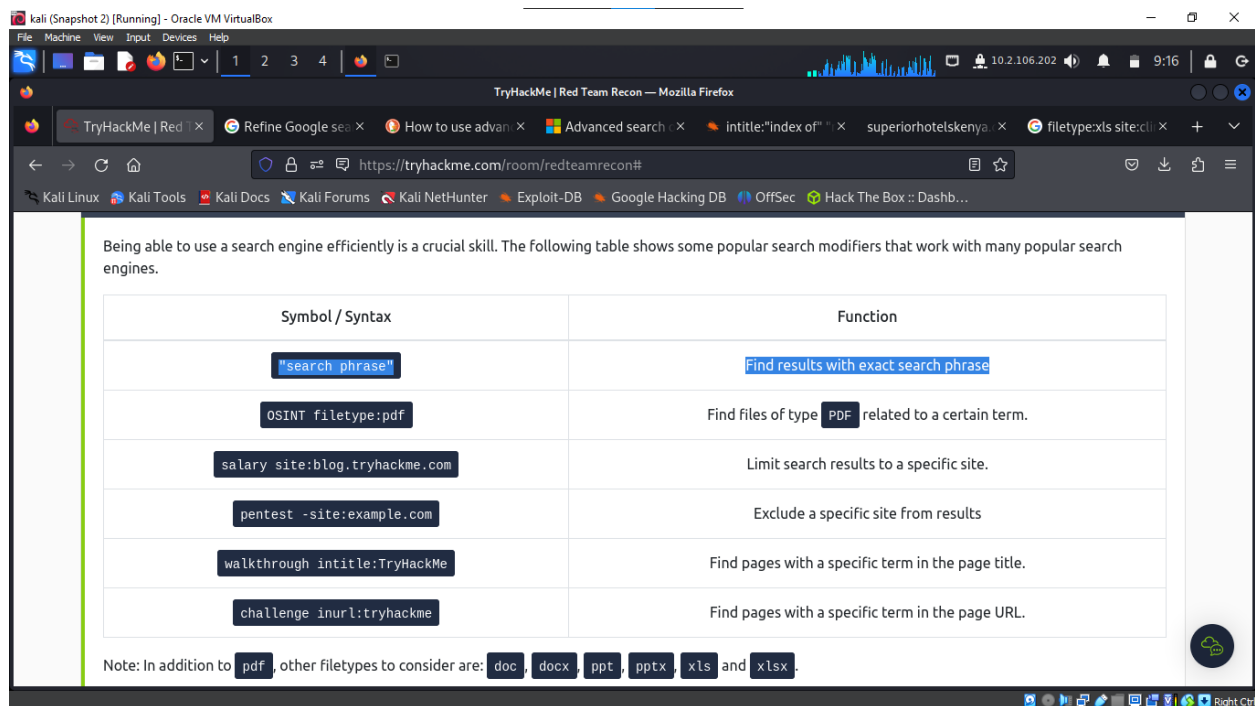 kali (Snapshot 2) [Running] - Oracle VM VirtualBox
File Machine View Input Devices Help
1 2 3 4 10.2.106.202 9:16
TryHackMe | Red Team Recon — Mozilla Firefox
TryHackMe | Red T Refine Google sea How to use advan Advanced search c intitle:"index of" " superiorhotelskenya. filetype:xls site:cli
https://tryhackme.com/room/redteamrecon#
Kali Linux Kali Tools Kali Docs Kali Forums Kali NetHunter Exploit-DB Google Hacking DB OffSec Hack The Box :: Dashb…
Being able to use a search engine efficiently is a crucial skill. The following table shows some popular search modifiers that work with many popular search
engines.
Symbol / Syntax Function
"search phrase" Find results with exact search phrase
OSINT filetype:pdf Find files of type PDF related to a certain term.
salary site:blog.tryhackme.com Limit search results to a specific site.
pentest -site:example.com Exclude a specific site from results
walkthrough intitle:TryHackMe Find pages with a specific term in the page title.
challenge inurl:tryhackme Find pages with a specific term in the page URL.
Note: In addition to pdf, other filetypes to consider are: doc, docx, ppt, pptx, xls and xlsx.
Right Ctrl